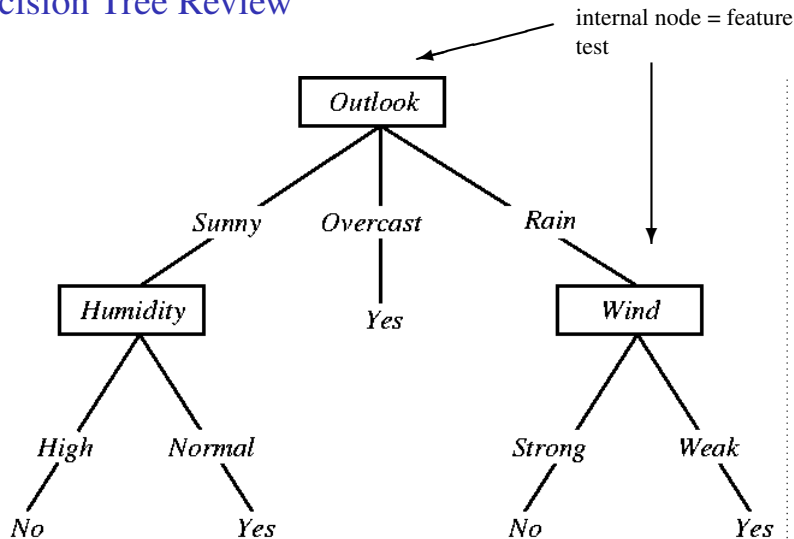 cision Tree Review
internal node = feature
test
Outlook
Sunny Overcast Rain
Humidity Yes Wind
High Normal Strong Weak
No Yes No Yes